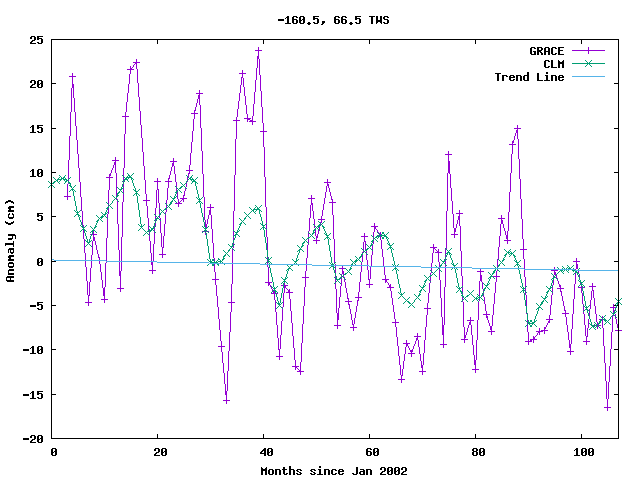 -160.5, 66.5 TWS
GRACE
CLM
Trend Line
25
20
15
10
5
0
-5
-10
-15
-20
Anomaly (cm)
0 20 40 60 80 100
Months since Jan 2002